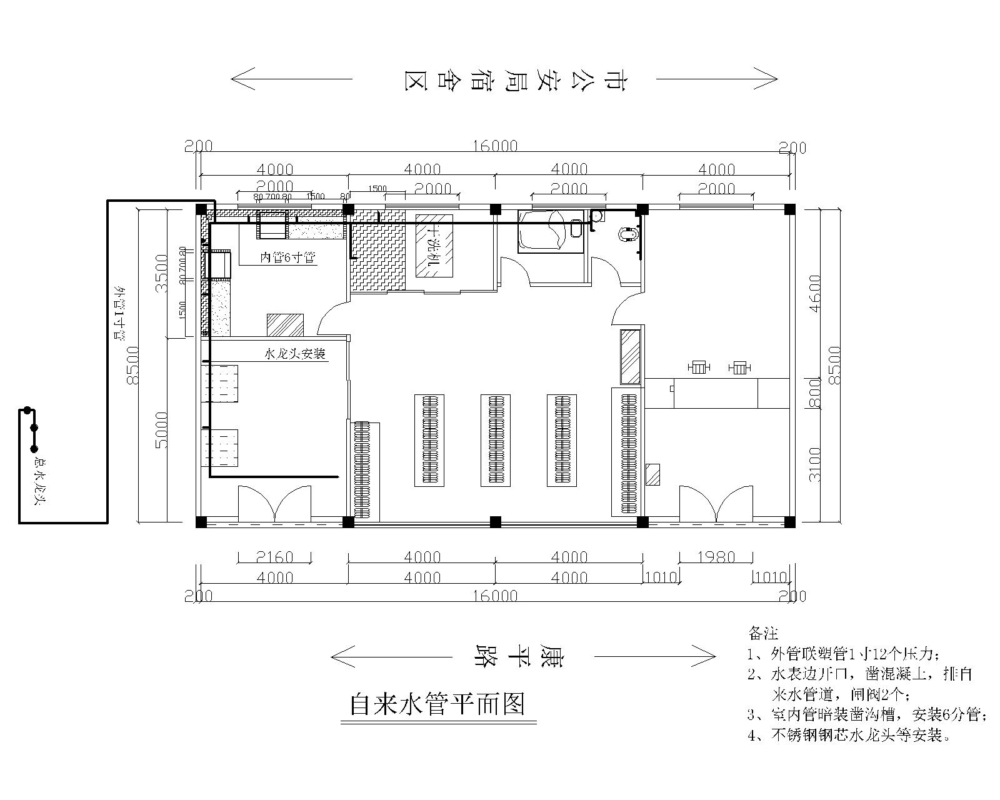 市公安局宿舍区
200 16000 200
4000 4000 4000 4000
2000 1500 2000 2000 2000
80 700 80 1500 80
干洗机
内管6寸管
80
700
80
1500
3500
外管1寸管
8500
水龙头安装
5000
总水龙头
4600
800
8500
3100
2160 4000 4000 1980
4000 4000 4000 1010 1010
200 16000 200
康平路
自来水管平面图
备注
1、外管联塑管1寸12个压力；
2、水表边开口，凿混凝土，排自
来水管道，闸阀2个；
3、室内管暗装凿沟槽，安装6分管；
4、不锈钢钢芯水龙头等安装。